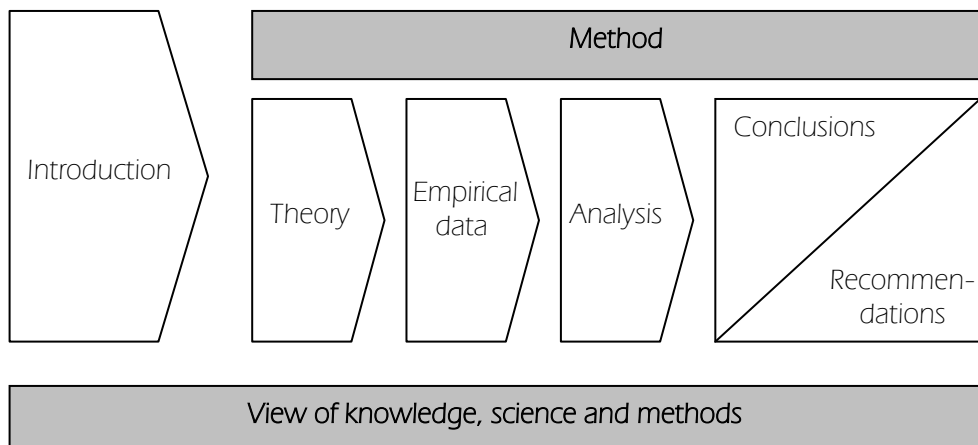 Method
Introduction
Theory
Empirical
data
Analysis
Conclusions
Recommen-
dations
View of knowledge, science and methods